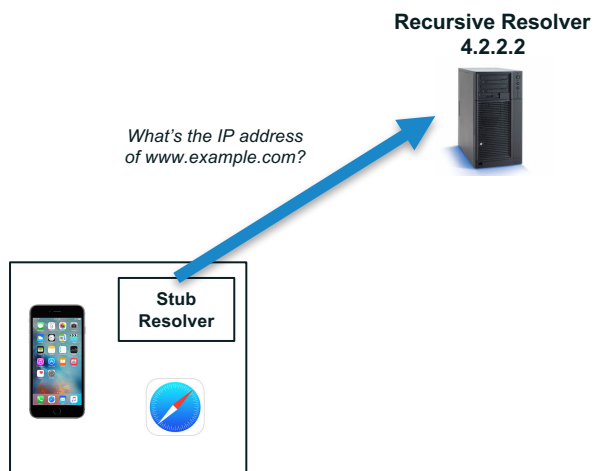 Recursive Resolver
4.2.2.2
What's the IP address
of www.example.com?
Stub
Resolver